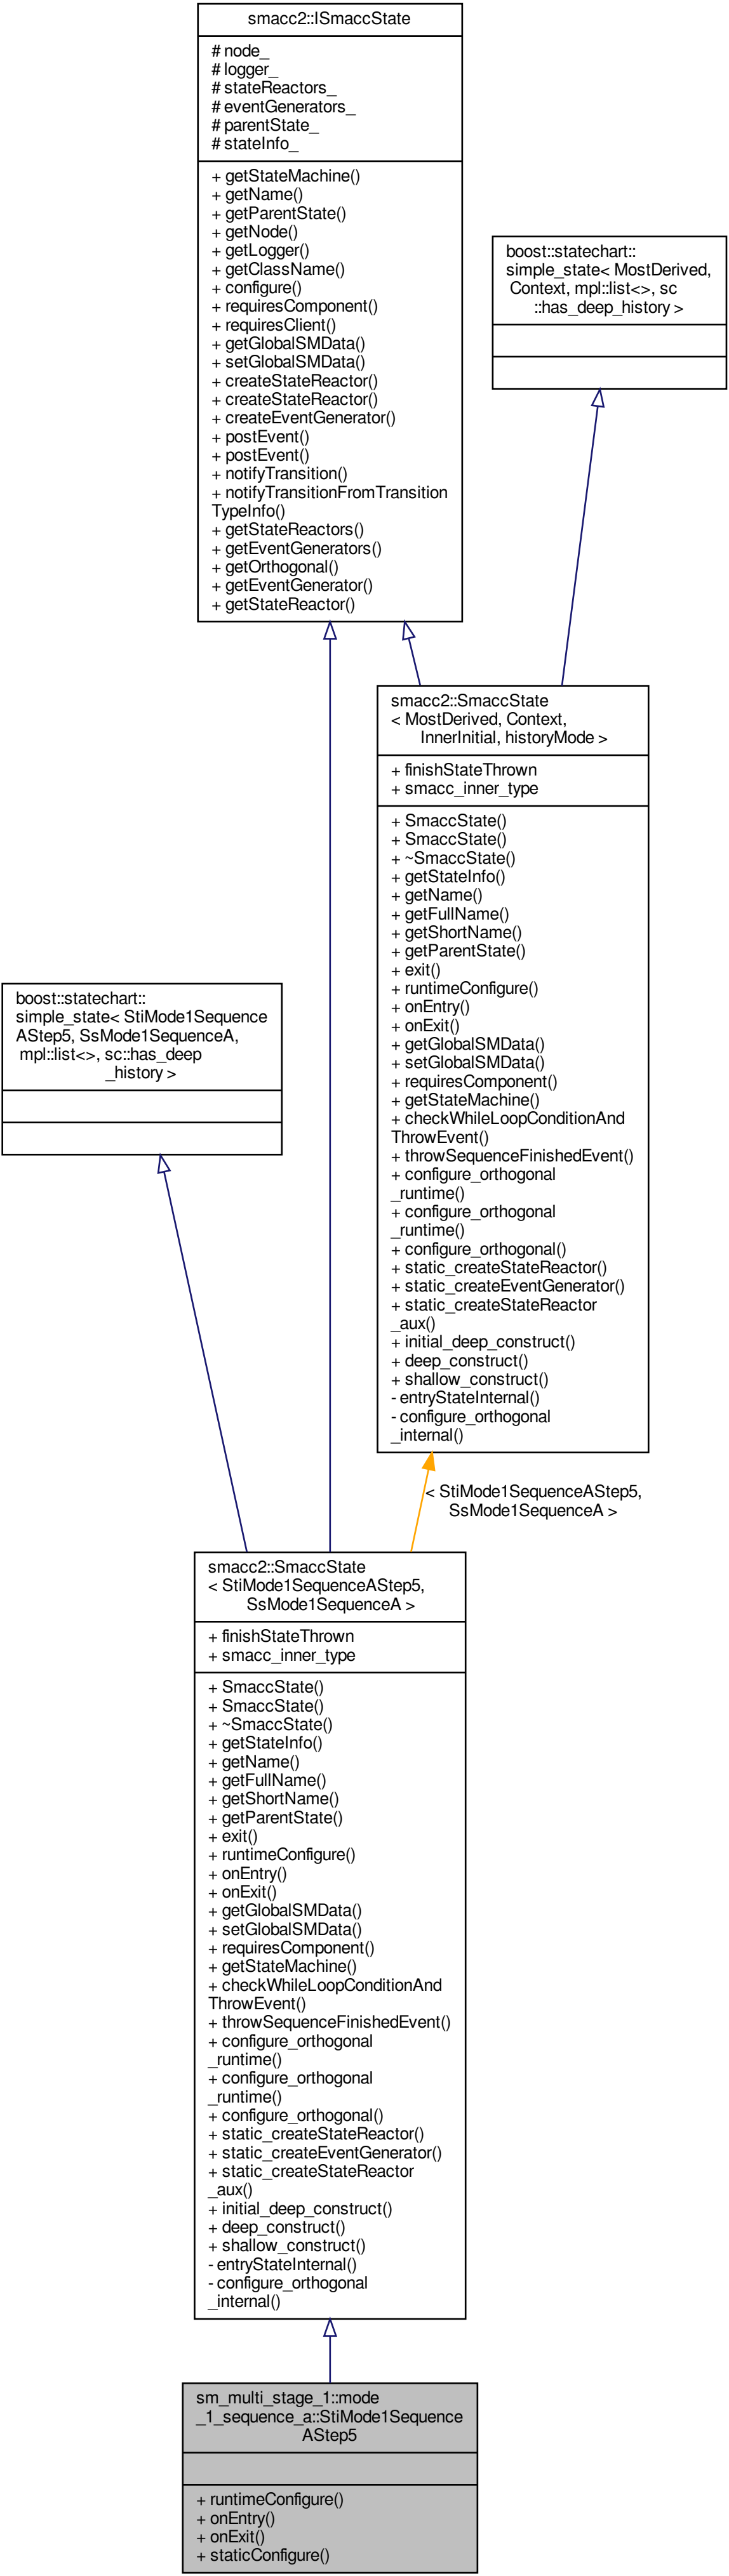 smacc2::ISmaccState
# node_
# logger_
# stateReactors_
# eventGenerators_
# parentState_
# stateInfo_
+ getStateMachine()
+ getName()
+ getParentState()
+ getNode()
+ getLogger()
+ getClassName()
+ configure()
+ requiresComponent()
+ requiresClient()
+ getGlobalSMData()
+ setGlobalSMData()
+ createStateReactor()
+ createStateReactor()
+ createEventGenerator()
+ postEvent()
+ postEvent()
+ notifyTransition()
+ notifyTransitionFromTransition
TypeInfo()
+ getStateReactors()
+ getEventGenerators()
+ getOrthogonal()
+ getEventGenerator()
+ getStateReactor()
boost::statechart::
simple_state< MostDerived,
Context, mpl::list<>, sc
::has_deep_history >
smacc2::SmaccState
< MostDerived, Context,
InnerInitial, historyMode >
+ finishStateThrown
+ smacc_inner_type
+ SmaccState()
+ SmaccState()
+ ~SmaccState()
+ getStateInfo()
+ getName()
+ getFullName()
+ getShortName()
+ getParentState()
+ exit()
+ runtimeConfigure()
+ onEntry()
+ onExit()
+ getGlobalSMData()
+ setGlobalSMData()
+ requiresComponent()
+ getStateMachine()
+ checkWhileLoopConditionAnd
ThrowEvent()
+ throwSequenceFinishedEvent()
+ configure_orthogonal
_runtime()
+ configure_orthogonal
_runtime()
+ configure_orthogonal()
+ static_createStateReactor()
+ static_createEventGenerator()
+ static_createStateReactor
_aux()
+ initial_deep_construct()
+ deep_construct()
+ shallow_construct()
- entryStateInternal()
- configure_orthogonal
_internal()
boost::statechart::
simple_state< StiMode1Sequence
AStep5, SsMode1SequenceA,
mpl::list<>, sc::has_deep
_history >
< StiMode1SequenceAStep5,
SsMode1SequenceA >
smacc2::SmaccState
< StiMode1SequenceAStep5,
SsMode1SequenceA >
+ finishStateThrown
+ smacc_inner_type
+ SmaccState()
+ SmaccState()
+ ~SmaccState()
+ getStateInfo()
+ getName()
+ getFullName()
+ getShortName()
+ getParentState()
+ exit()
+ runtimeConfigure()
+ onEntry()
+ onExit()
+ getGlobalSMData()
+ setGlobalSMData()
+ requiresComponent()
+ getStateMachine()
+ checkWhileLoopConditionAnd
ThrowEvent()
+ throwSequenceFinishedEvent()
+ configure_orthogonal
_runtime()
+ configure_orthogonal
_runtime()
+ configure_orthogonal()
+ static_createStateReactor()
+ static_createEventGenerator()
+ static_createStateReactor
_aux()
+ initial_deep_construct()
+ deep_construct()
+ shallow_construct()
- entryStateInternal()
- configure_orthogonal
_internal()
sm_multi_stage_1::mode
_1_sequence_a::StiMode1Sequence
AStep5
+ runtimeConfigure()
+ onEntry()
+ onExit()
+ staticConfigure()